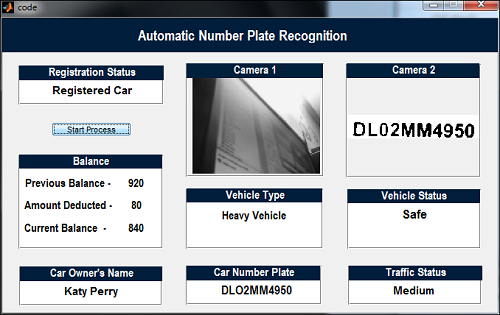 code
Automatic Number Plate Recognition
Registration Status
Registered Car
Start Process
Balance
Previous Balance - 920
Amount Deducted - 80
Current Balance - 840
Car Owner's Name
Katy Perry
Camera 1
Vehicle Type
Heavy Vehicle
Car Number Plate
DLO2MM4950
Camera 2
DL02MM4950
Vehicle Status
Safe
Traffic Status
Medium